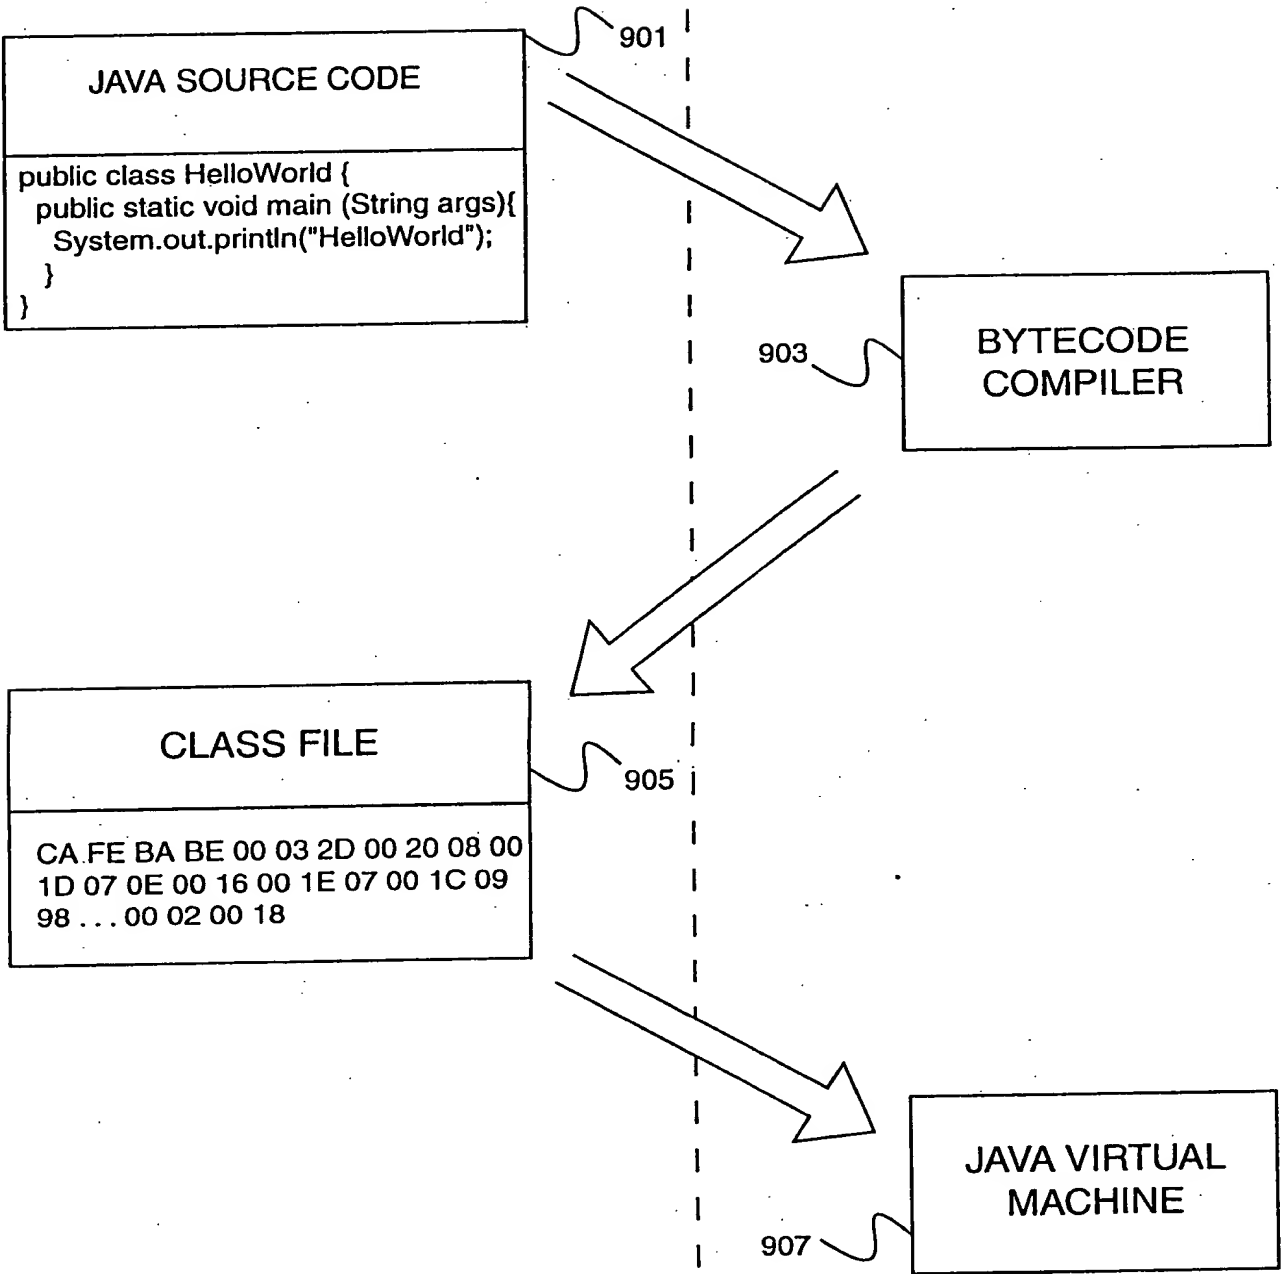 901
JAVA SOURCE CODE
public class HelloWorld {
public static void main (String args){
System.out.println("HelloWorld");
}
}
903
BYTECODE
COMPILER
CLASS FILE
905
CA FE BA BE 00 03 2D 00 20 08 00
1D 07 0E 00 16 00 1E 07 00 1C 09
98 ... 00 02 00 18
JAVA VIRTUAL
MACHINE
907